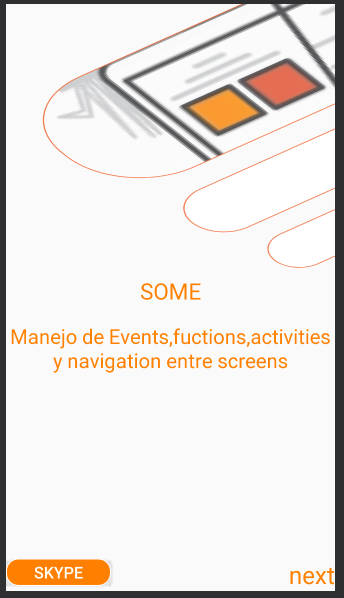 SOME
Manejo de Events,fuctions,activities
y navigation entre screens
SKYPE
next